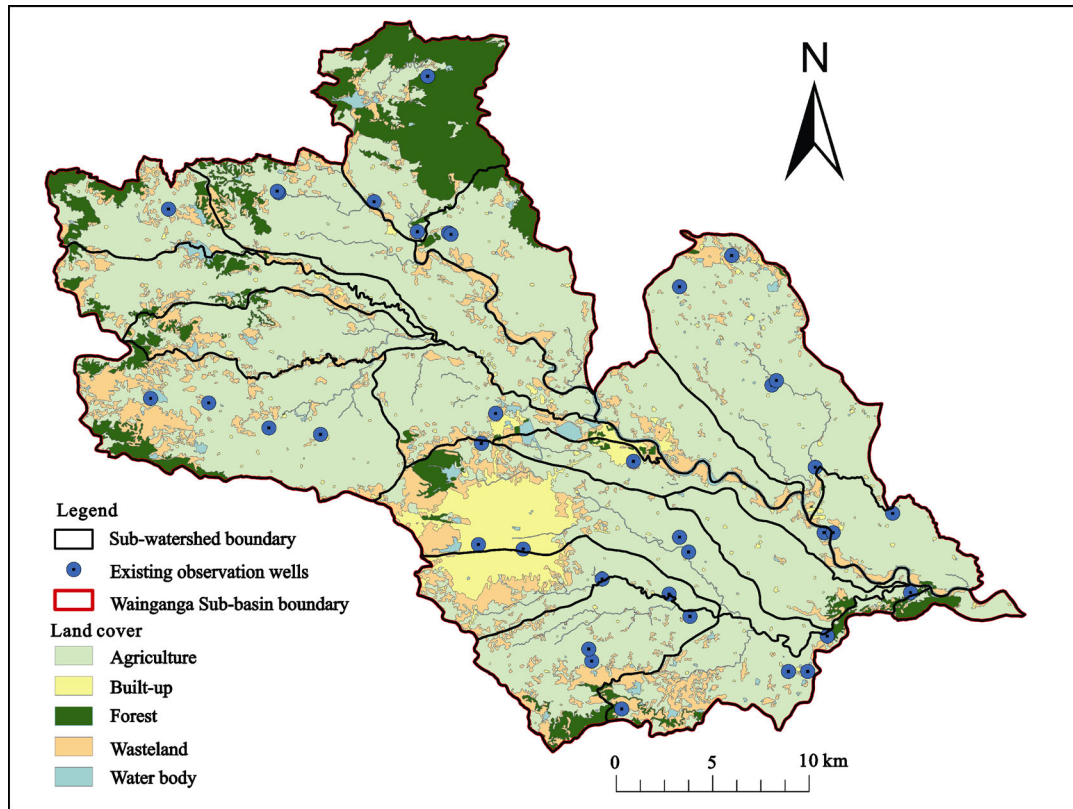 N
Legend
Sub-watershed boundary
Existing observation wells
Wainganga Sub-basin boundary
Land cover
Agriculture
Built-up
Forest
Wasteland
Water body
0 5 10 km